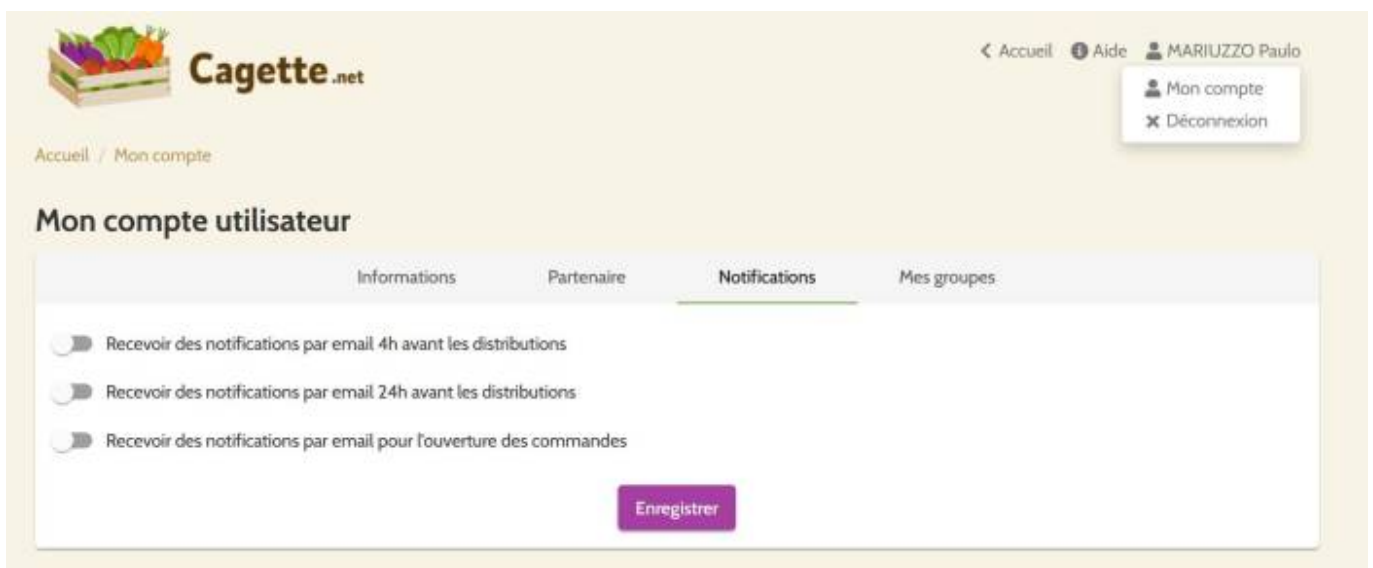 Cagette.net
Accueil Aide MARIUZZO Paulo
Mon compte
Déconnexion
Accueil / Mon compte
Mon compte utilisateur
Informations Partenaire Notifications Mes groupes
Recevoir des notifications par email 4h avant les distributions
Recevoir des notifications par email 24h avant les distributions
Recevoir des notifications par email pour l'ouverture des commandes
Enregistrer